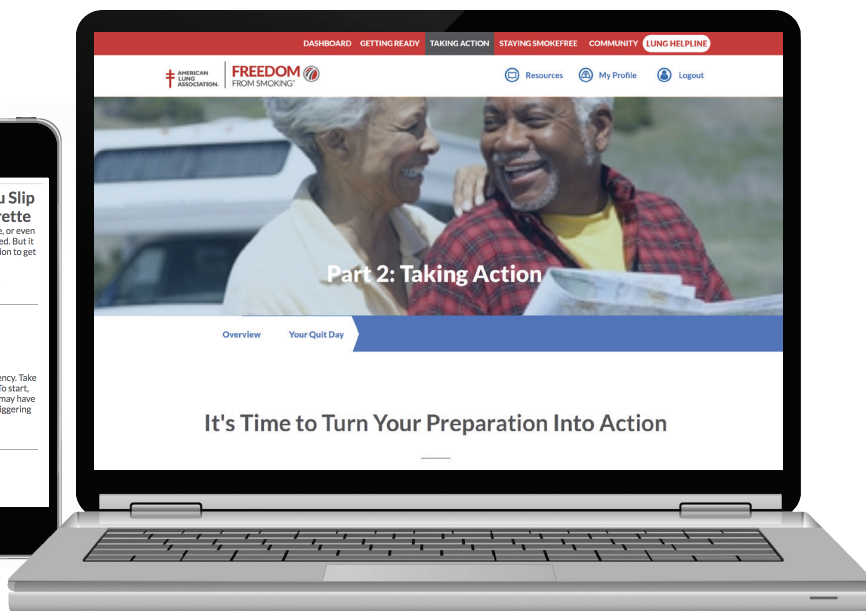 DASHBOARD GETTING READY TAKING ACTION STAYING SMOKEFREE COMMUNITY LUNG HELPLINE
AMERICAN
LUNG
ASSOCIATION.
FREEDOM
FROM SMOKING™
Resources My Profile Logout
Part 2: Taking Action
Overview Your Quit Day
It's Time to Turn Your Preparation Into Action
u Slip
rette
e, or even
ed. But it
ion to get
ency. Take
To start,
may have
iggering